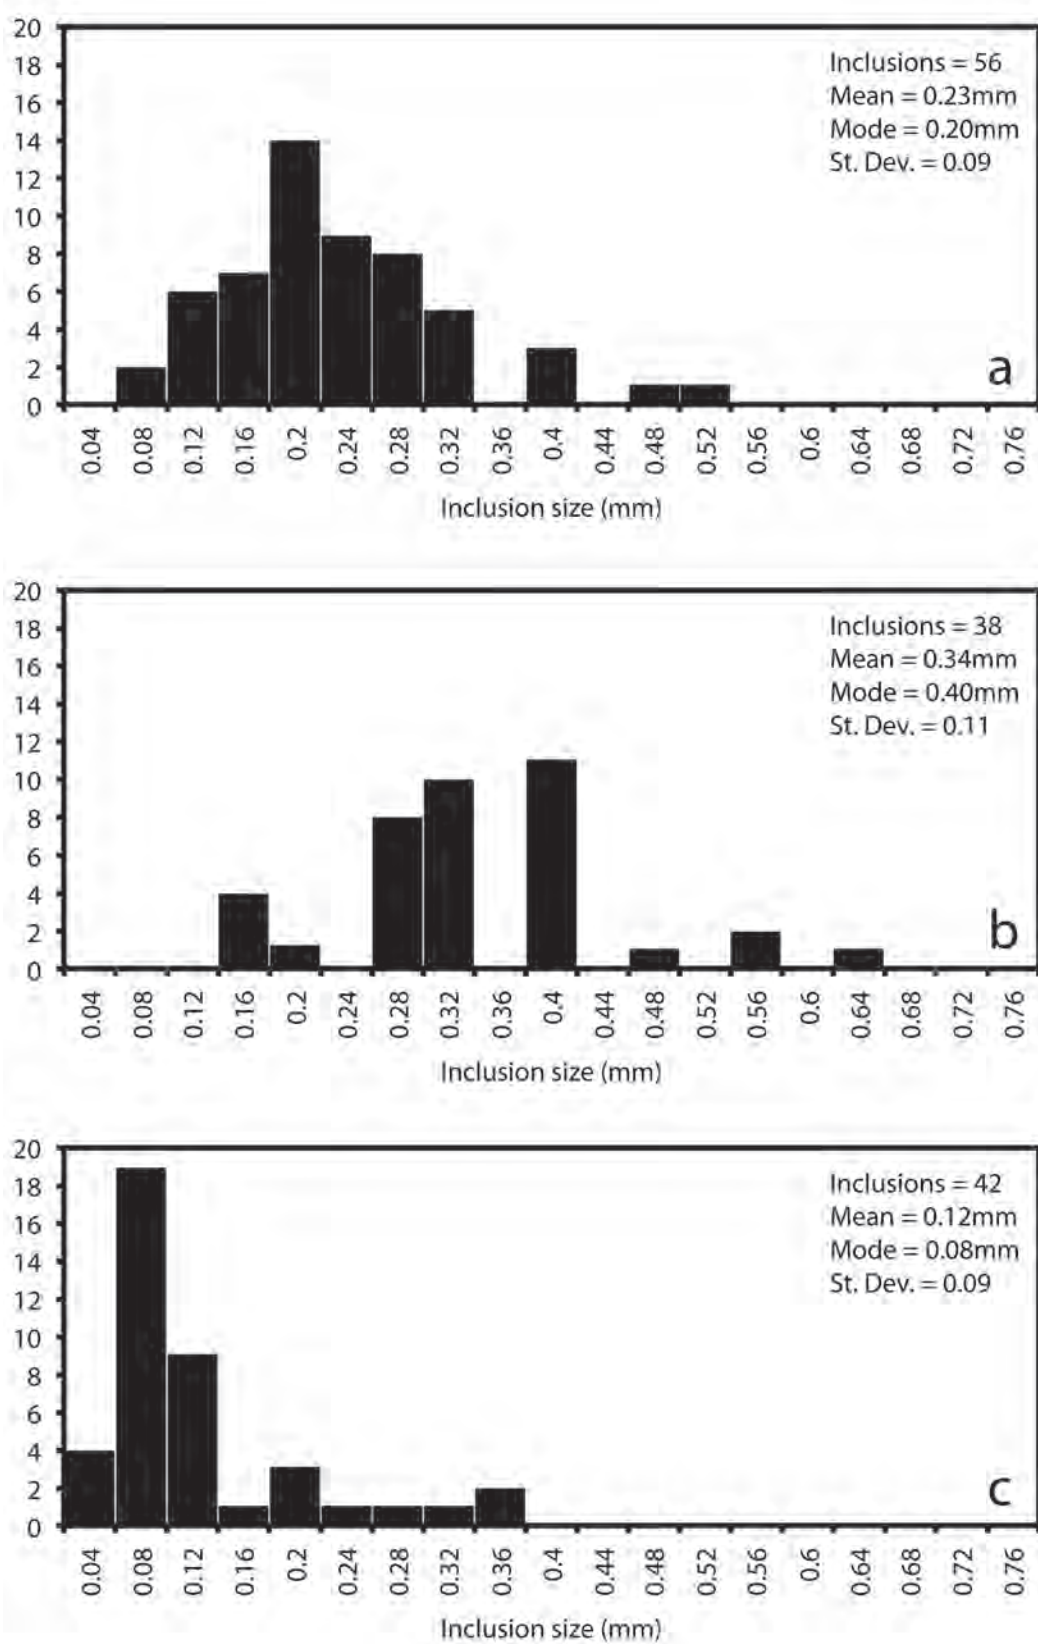 20
18
16
14
12
10
8
6
4
2
0
Inclusions = 56
Mean = 0.23mm
Mode = 0.20mm
St. Dev. = 0.09
a
0.04 0.08 0.12 0.16 0.2 0.24 0.28 0.32 0.36 0.4 0.44 0.48 0.52 0.56 0.6 0.64 0.68 0.72 0.76
Inclusion size (mm)
20
18
16
14
12
10
8
6
4
2
0
Inclusions = 38
Mean = 0.34mm
Mode = 0.40mm
St. Dev. = 0.11
b
0.04 0.08 0.12 0.16 0.2 0.24 0.28 0.32 0.36 0.4 0.44 0.48 0.52 0.56 0.6 0.64 0.68 0.72 0.76
Inclusion size (mm)
20
18
16
14
12
10
8
6
4
2
0
Inclusions = 42
Mean = 0.12mm
Mode = 0.08mm
St. Dev. = 0.09
c
0.04 0.08 0.12 0.16 0.2 0.24 0.28 0.32 0.36 0.4 0.44 0.48 0.52 0.56 0.6 0.64 0.68 0.72 0.76
Inclusion size (mm)